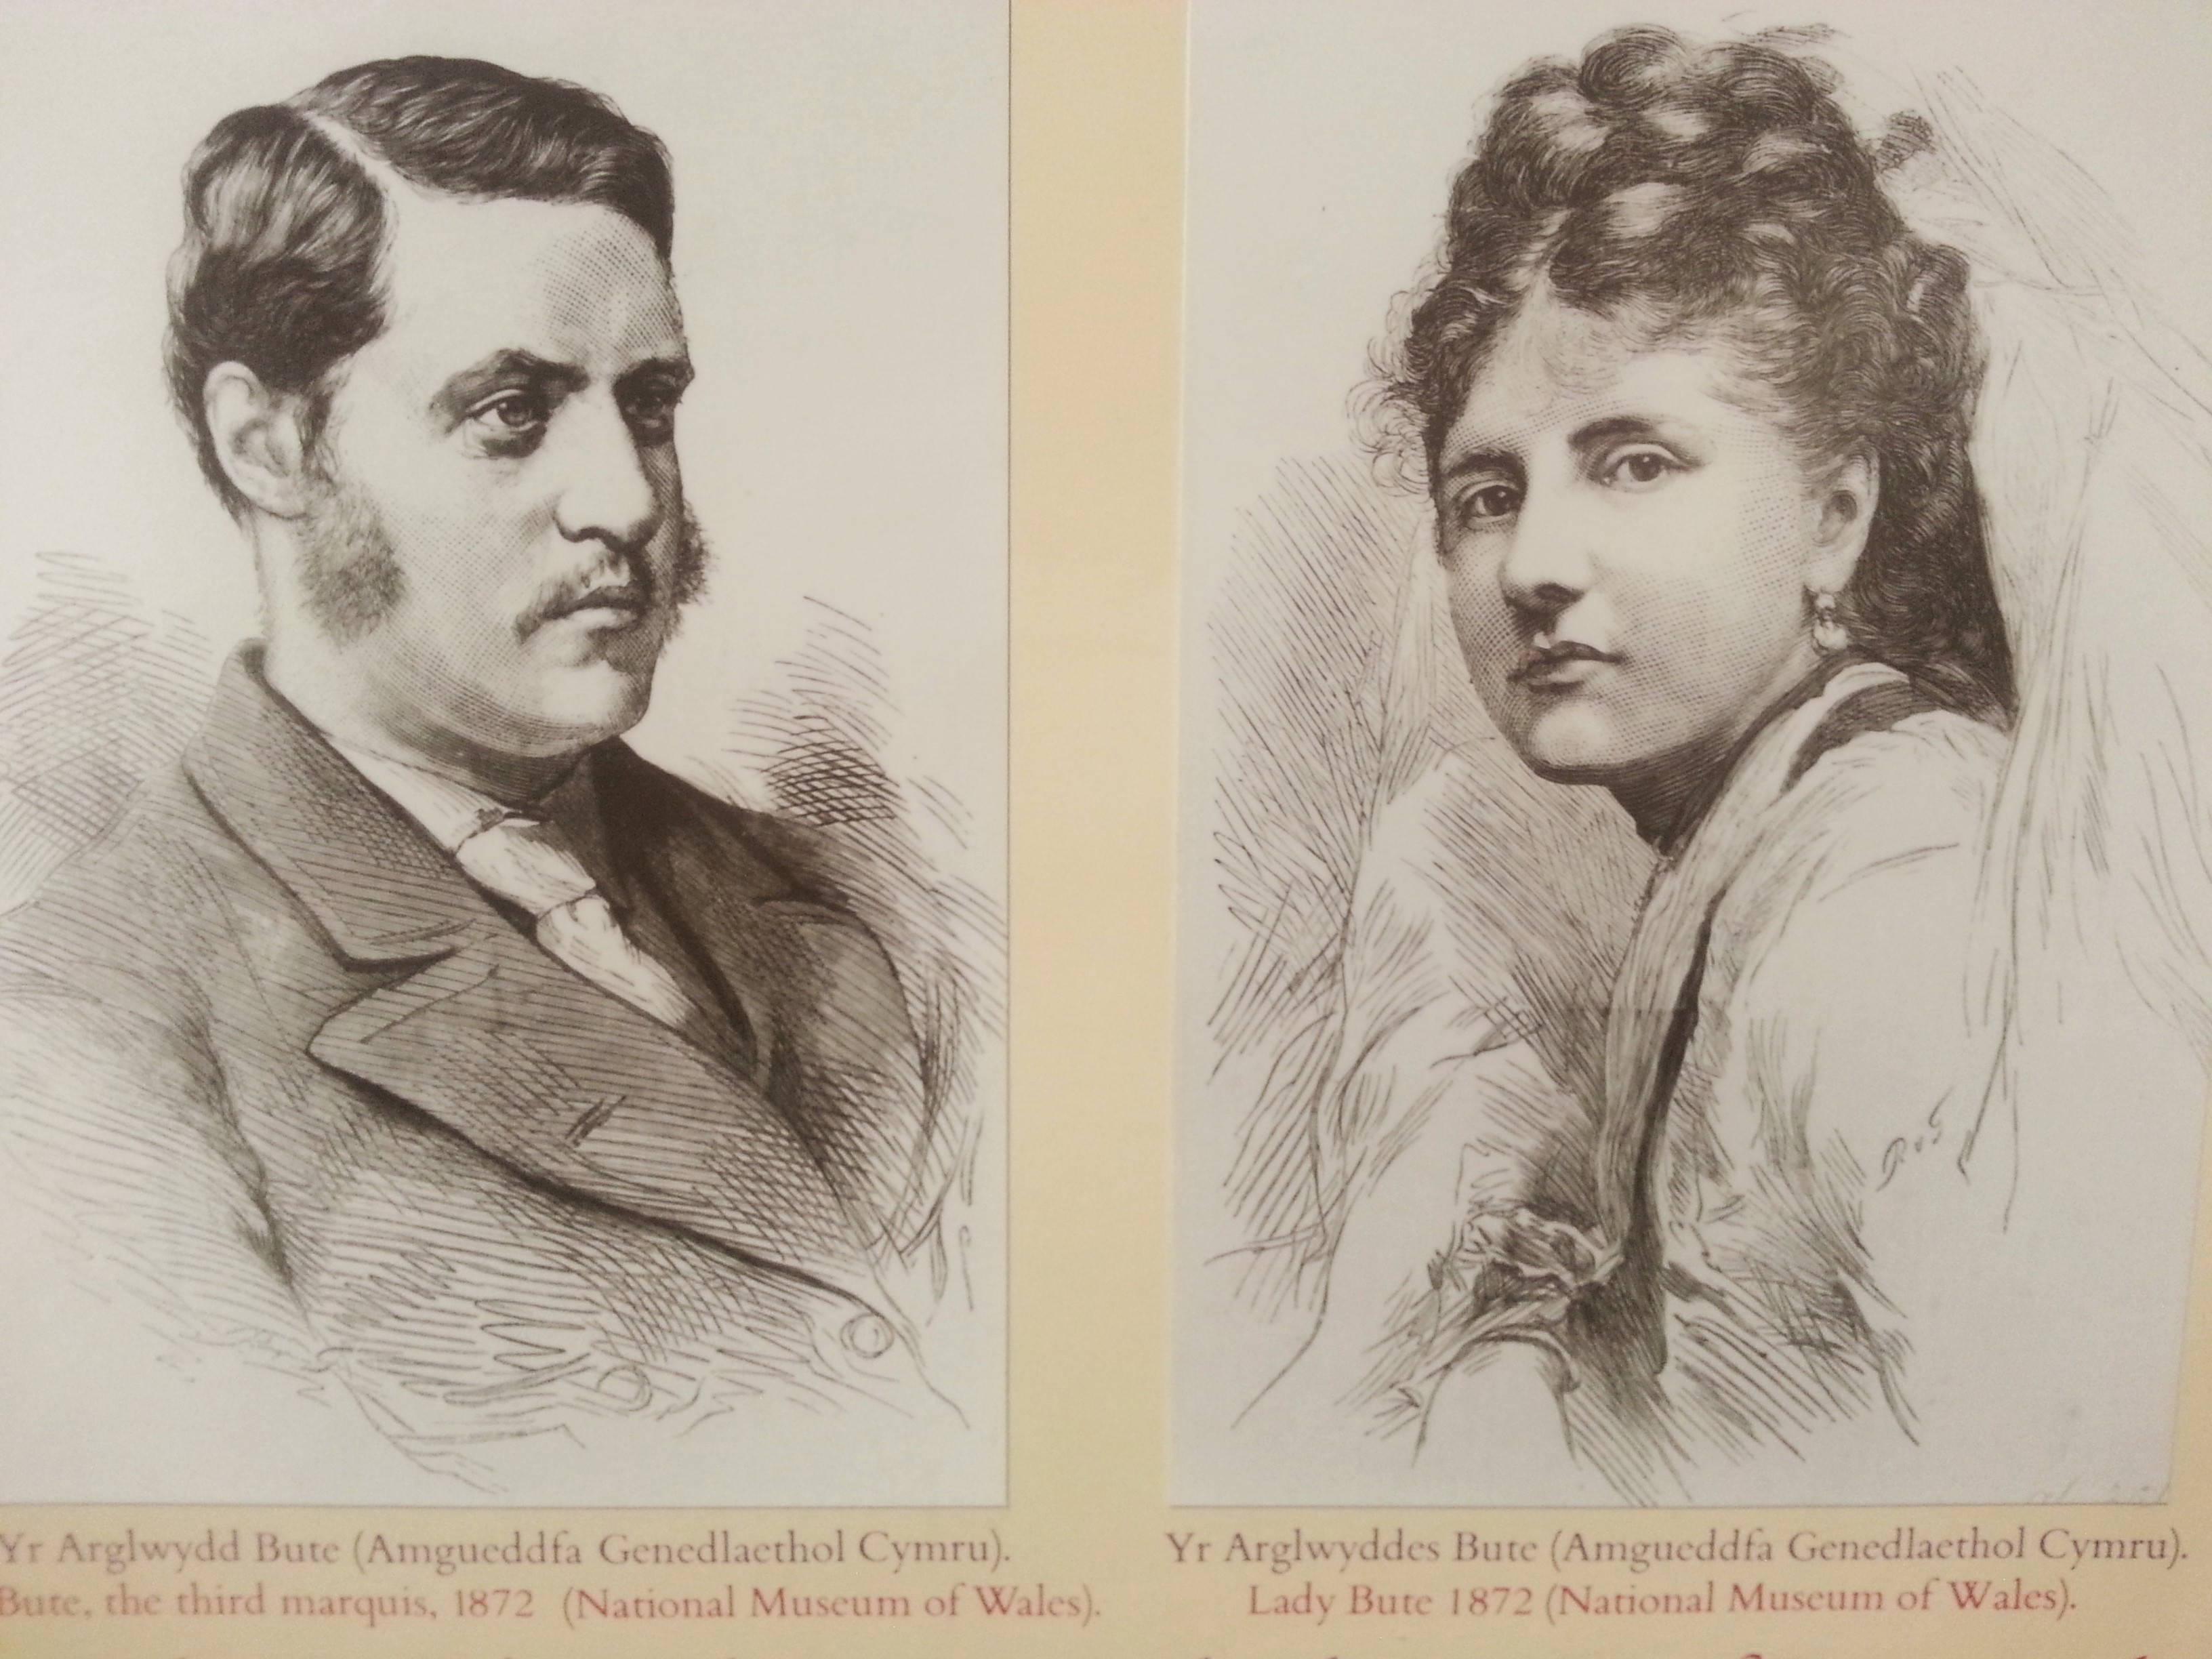 Yr Arglwydd Bute (Amgueddfa Genedlaethol Cymru).
Bute, the third marquis, 1872 (National Museum of Wales).
Yr Arglwyddes Bute (Amgueddfa Genedlaethol Cymru).
Lady Bute 1872 (National Museum of Wales).